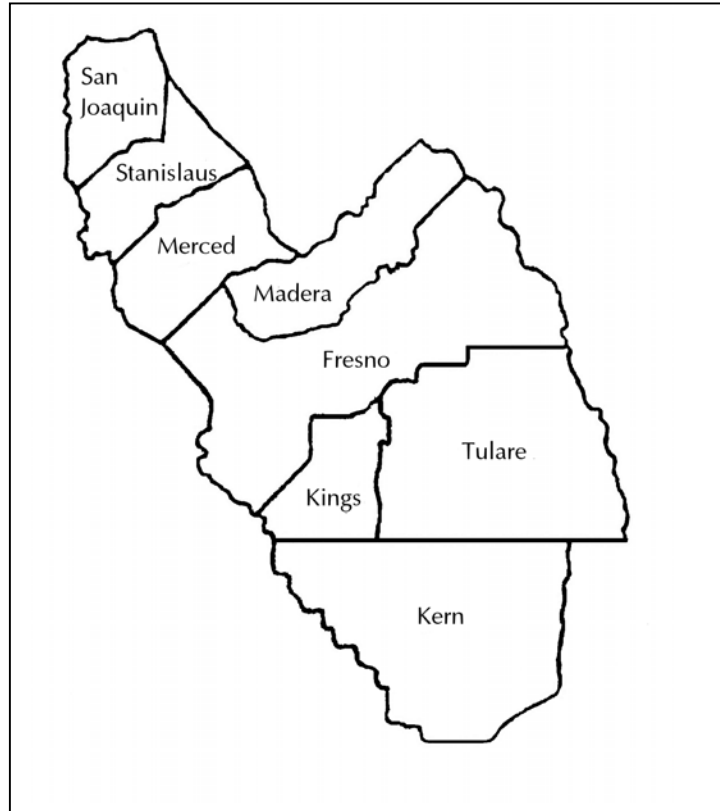 San
Joaquin
Stanislaus
Merced
Madera
Fresno
Tulare
Kings
Kern